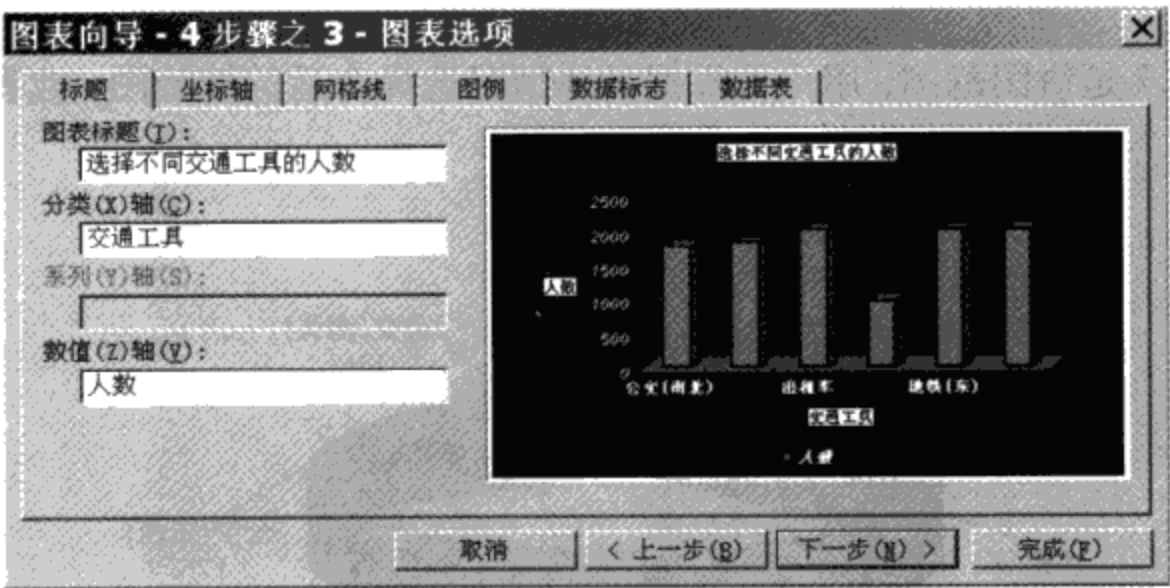 图表向导 - 4 步骤之 3 - 图表选项
标题 坐标轴 网格线 图例 数据标志 数据表
图表标题(T):
选择不同交通工具的人数
分类(X)轴(C):
交通工具
系列(Y)轴(S):
数值(Z)轴(V):
人数
选择不同交通工具的人数
2500
2000
1500
人数
1000
500
0
公交(南北) 出租车 地铁(东)
交通工具
人数
取消 < 上一步(B) 下一步(N) > 完成(F)